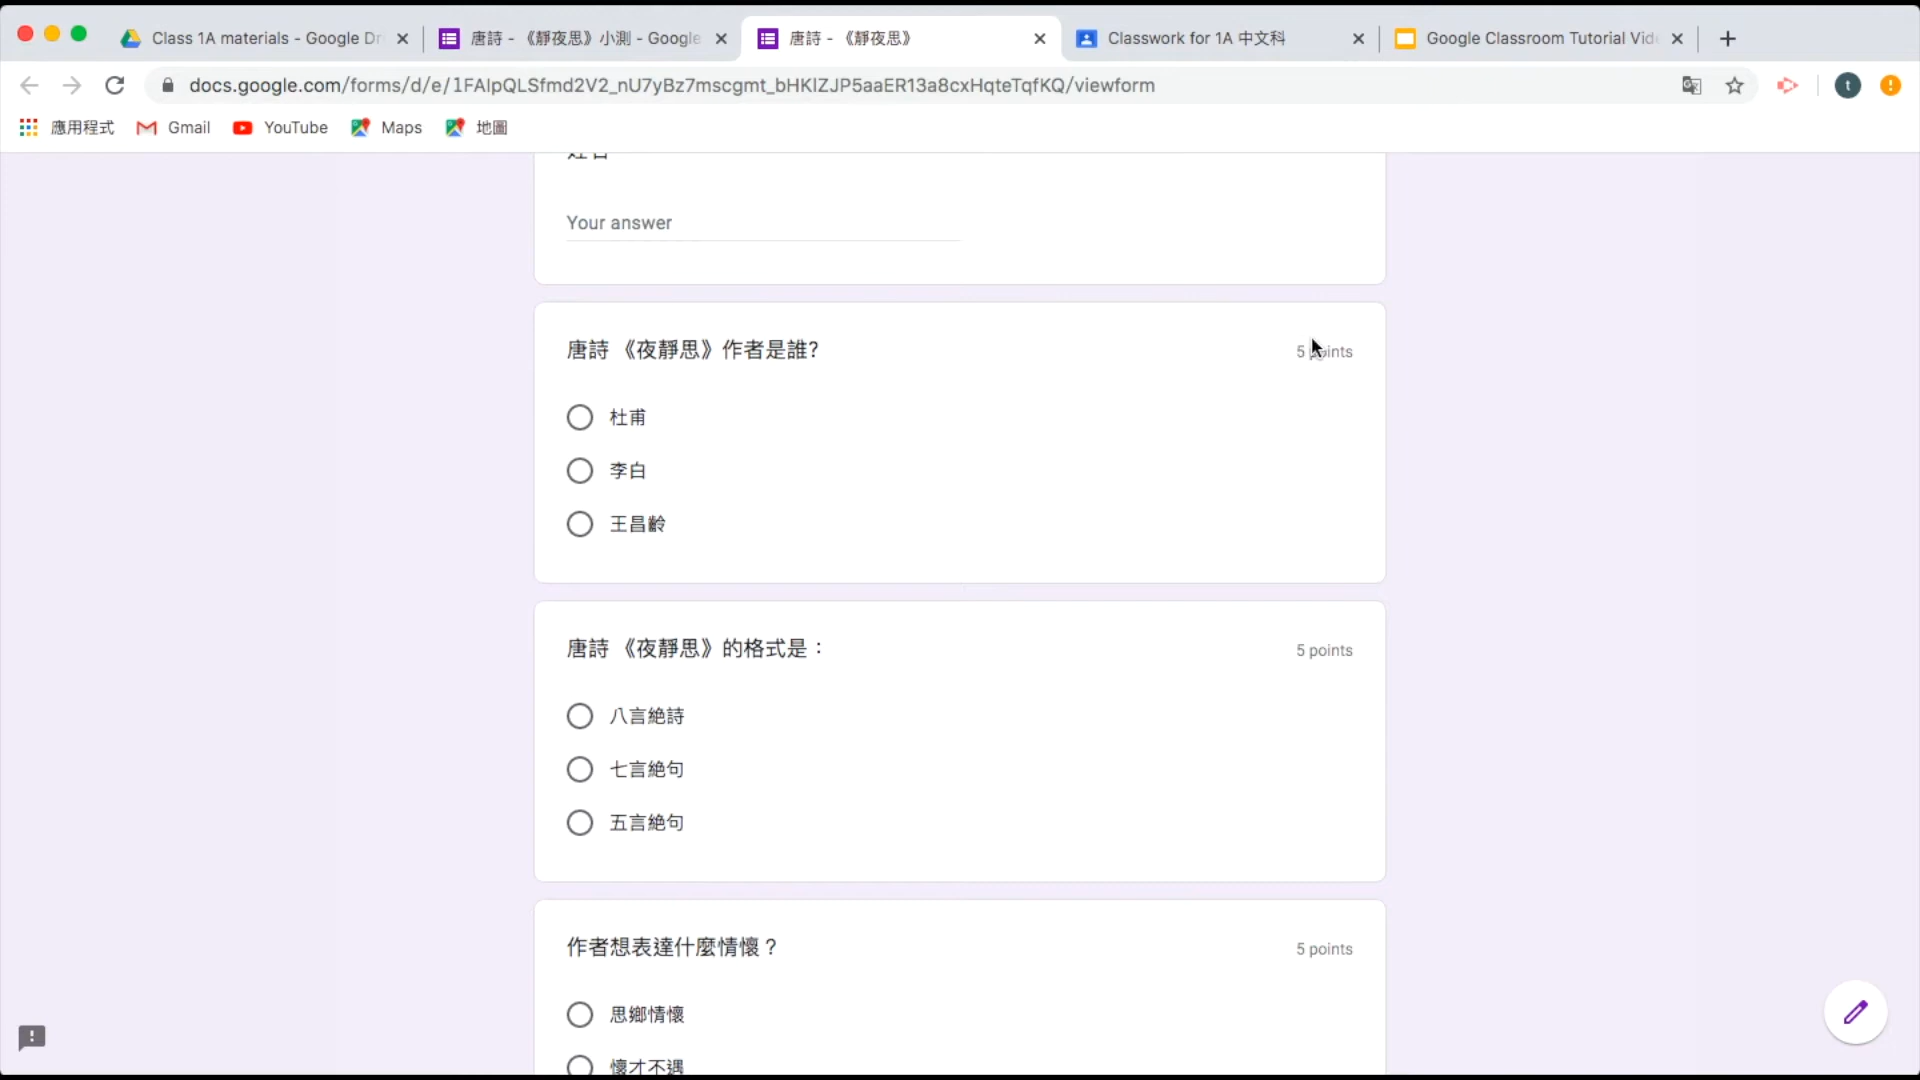 Class 1A materials - Google Dri
唐詩 - 《靜夜思》小測 - Google
唐詩 - 《靜夜思》
Classwork for 1A 中文科
Google Classroom Tutorial Vide
docs.google.com/forms/d/e/1FAIpQLSfmd2V2_nU7yBz7mscgmt_bHKIZJP5aaER13a8cxHqteTqfKQ/viewform
t
應用程式
Gmail
YouTube
Maps
地圖
姓名
Your answer
唐詩 《夜靜思》作者是誰?
5 points
杜甫
李白
王昌齡
唐詩 《夜靜思》的格式是：
5 points
八言絶詩
七言絶句
五言絶句
作者想表達什麼情懷？
5 points
思鄉情懷
懷才不遇